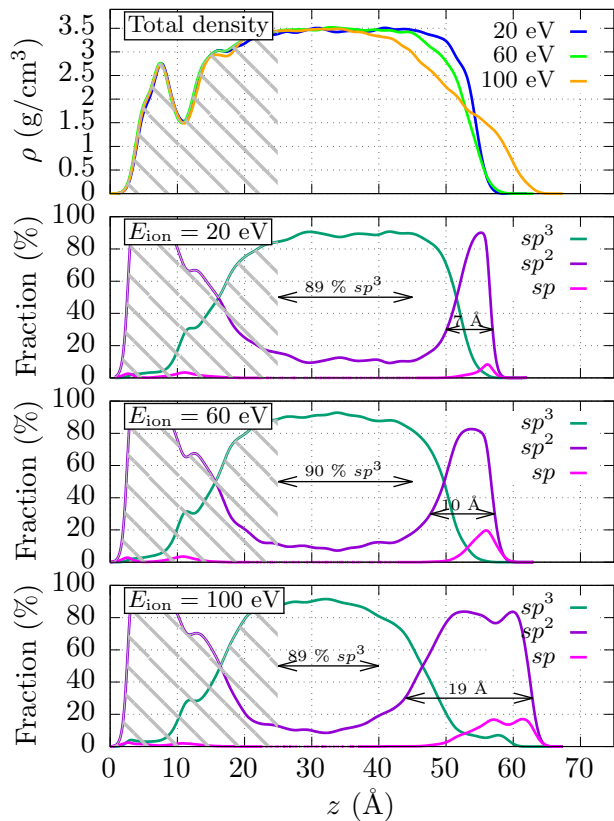 Total density
20 eV
60 eV
100 eV
ρ (g/cm³)
3.5
3
2.5
2
1.5
1
0.5
0
E_ion = 20 eV
sp³
sp²
sp
Fraction (%)
100
80
60
40
20
0
89 % sp³
7 Å
E_ion = 60 eV
sp³
sp²
sp
Fraction (%)
100
80
60
40
20
0
90 % sp³
10 Å
E_ion = 100 eV
sp³
sp²
sp
Fraction (%)
100
80
60
40
20
0
89 % sp³
19 Å
0 10 20 30 40 50 60 70
z (Å)